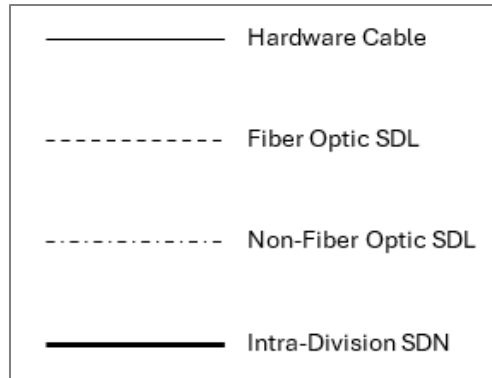 Hardware Cable
Fiber Optic SDL
Non-Fiber Optic SDL
Intra-Division SDN